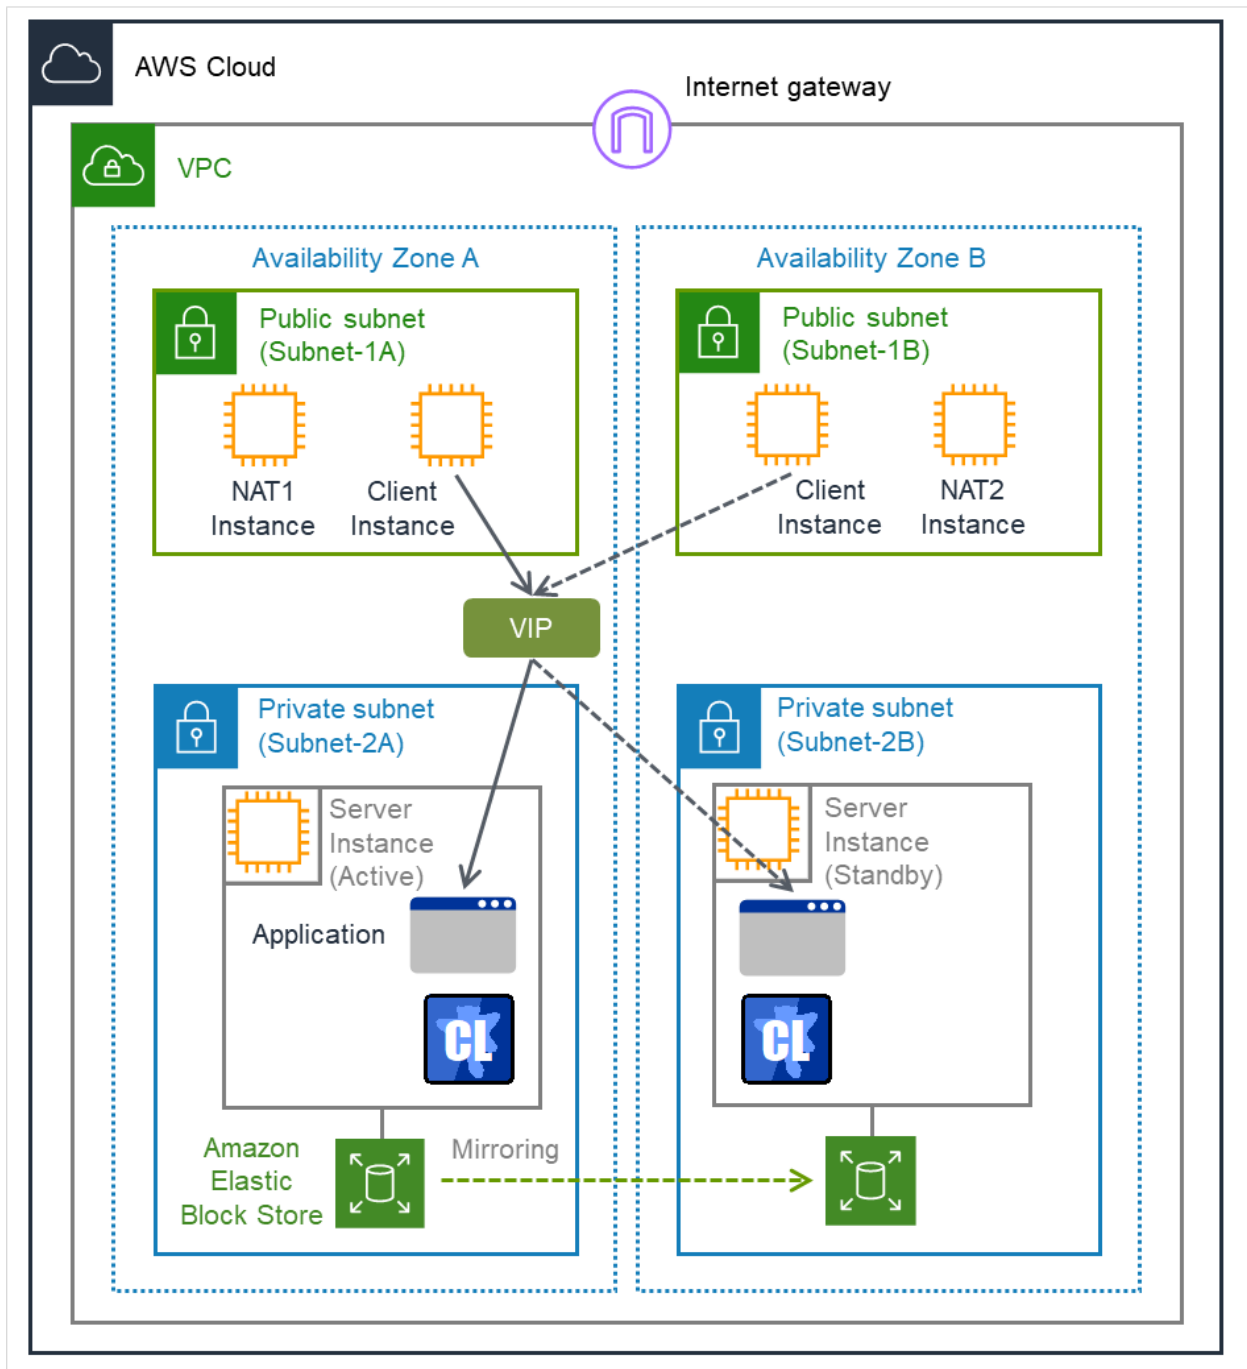 AWS Cloud
Internet gateway
VPC
Availability Zone A
Availability Zone B
Public subnet
(Subnet-1A)
Public subnet
(Subnet-1B)
NAT1
Instance
Client
Instance
Client
Instance
NAT2
Instance
VIP
Private subnet
(Subnet-2A)
Private subnet
(Subnet-2B)
Server
Instance
(Active)
Server
Instance
(Standby)
Application
CL
CL
Amazon
Elastic
Block Store
Mirroring